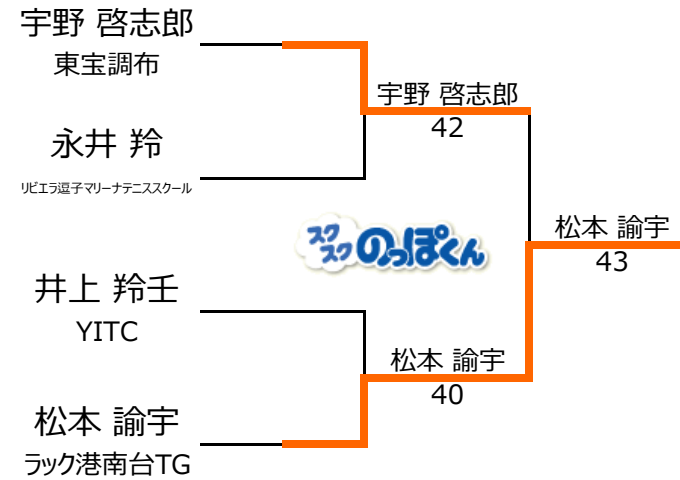 宇野 啓志郎
東宝調布
宇野 啓志郎
42
永井 羚
リビエラ逗子マリーナテニススクール
スクスク のっぽくん
松本 諭宇
43
井上 羚壬
YITC
松本 諭宇
40
松本 諭宇
ラック港南台TG